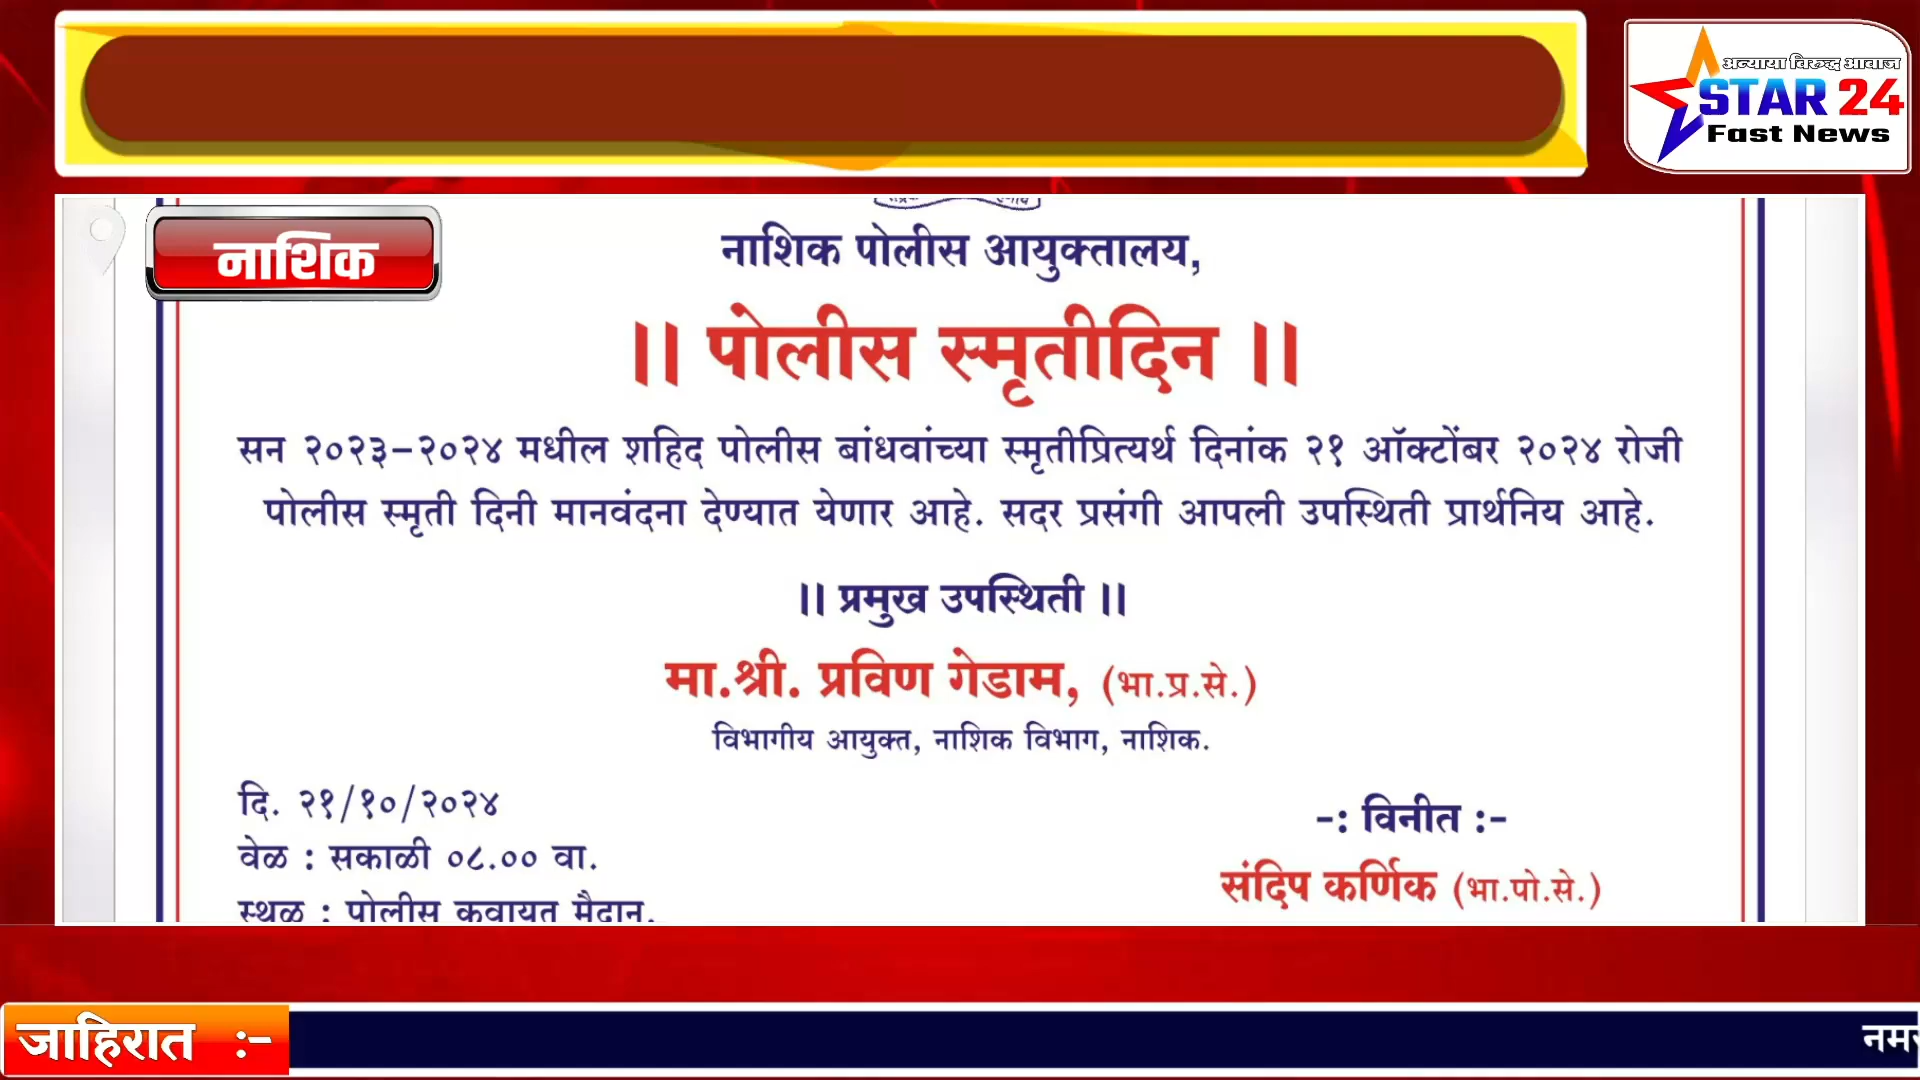 अन्याया विरुद्ध आवाज
STAR 24
Fast News
नाशिक
नाशिक पोलीस आयुक्तालय,
।। पोलीस स्मृतीदिन ।।
सन २०२३–२०२४ मधील शहिद पोलीस बांधवांच्या स्मृतीप्रित्यर्थ दिनांक २१ ऑक्टोंबर २०२४ रोजी
पोलीस स्मृती दिनी मानवंदना देण्यात येणार आहे. सदर प्रसंगी आपली उपस्थिती प्रार्थनिय आहे.
।। प्रमुख उपस्थिती ।।
मा.श्री. प्रविण गेडाम, (भा.प्र.से.)
विभागीय आयुक्त, नाशिक विभाग, नाशिक.
दि. २१/१०/२०२४
वेळ : सकाळी ०८.०० वा.
स्थळ : पोलीस कवायत मैदान.
-: विनीत :-
संदिप कर्णिक (भा.पो.से.)
जाहिरात :-